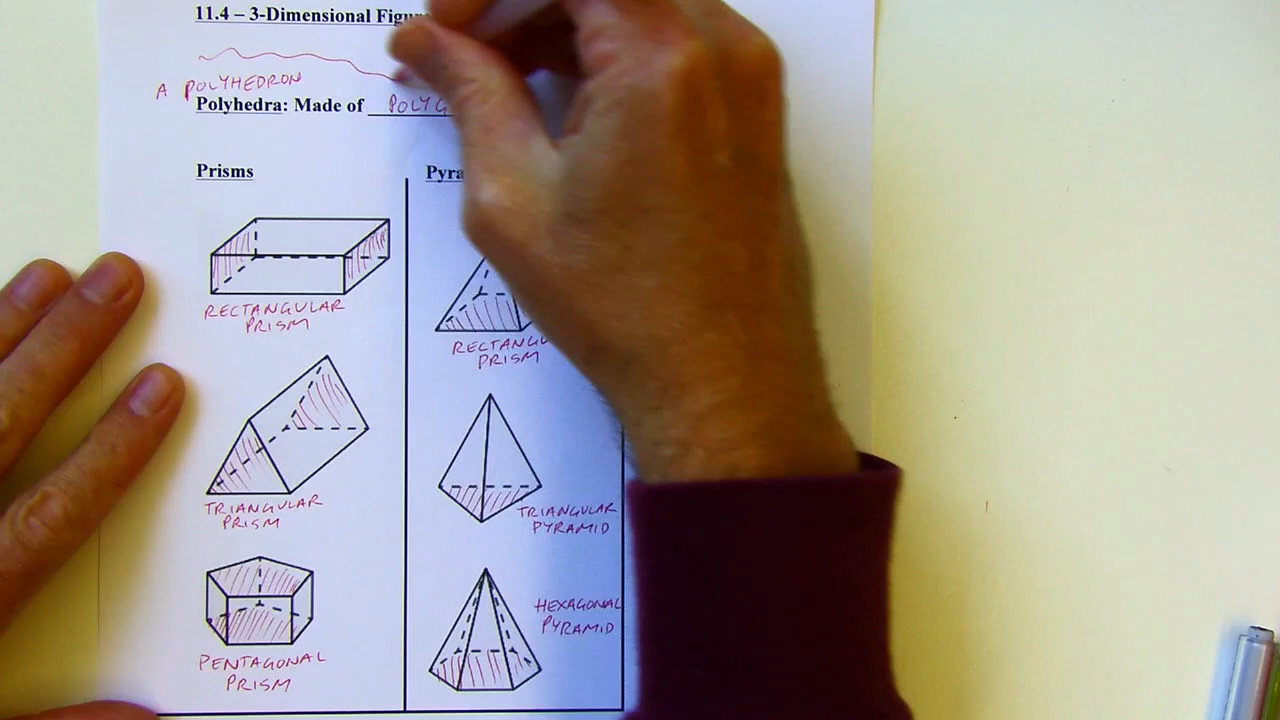 11.4 – 3-Dimensional Figu
A POLYHEDRON
Polyhedra: Made of POLYG
Prisms
Pyra
RECTANGULAR
PRISM
RECTANGU
PRISM
TRIANGULAR
PRISM
TRIANGULAR
PYRAMID
HEXAGONAL
PYRAMID
PENTAGONAL
PRISM